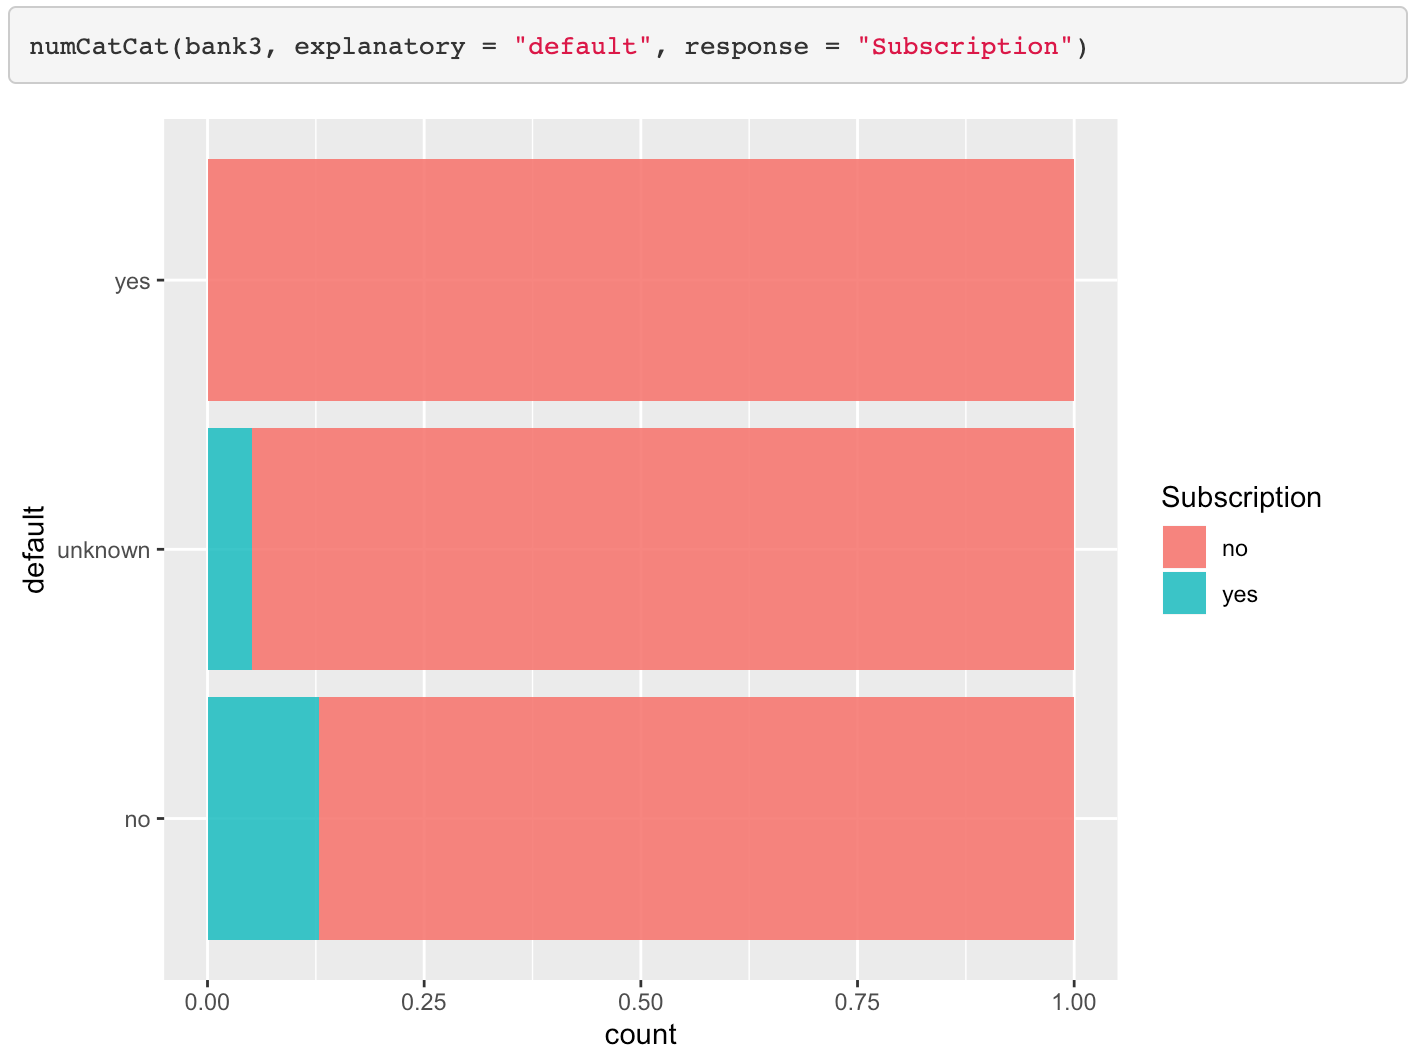 numCatCat(bank3, explanatory = "default", response = "Subscription")
yes
unknown
no
default
0.00 0.25 0.50 0.75 1.00
count
Subscription
no
yes